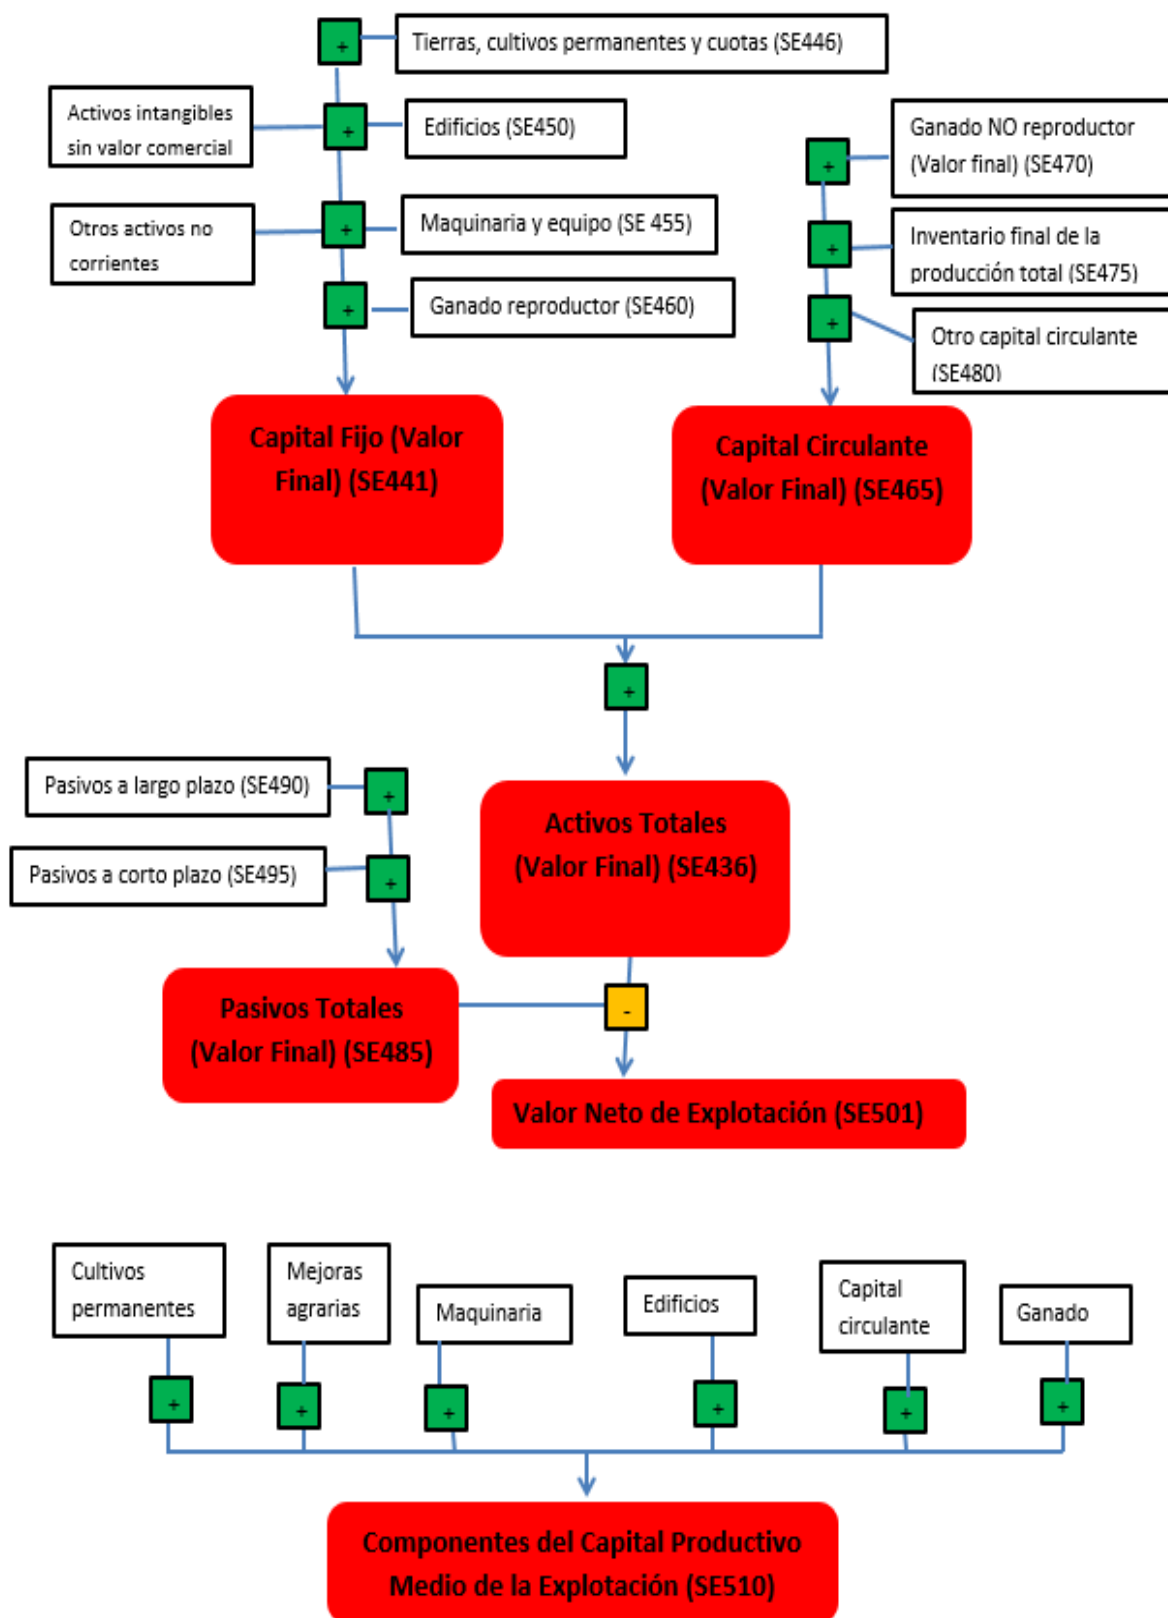 +
Tierras, cultivos permanentes y cuotas (SE446)
Activos intangibles
sin valor comercial
+
Edificios (SE450)
Otros activos no
corrientes
+
Maquinaria y equipo (SE 455)
+
Ganado reproductor (SE460)
+
Ganado NO reproductor
(Valor final) (SE470)
+
Inventario final de la
producción total (SE475)
+
Otro capital circulante
(SE480)
Capital Fijo (Valor
Final) (SE441)
Capital Circulante
(Valor Final) (SE465)
+
Pasivos a largo plazo (SE490)
+
Pasivos a corto plazo (SE495)
+
Activos Totales
(Valor Final) (SE436)
Pasivos Totales
(Valor Final) (SE485)
-
Valor Neto de Explotación (SE501)
Cultivos
permanentes
Mejoras
agrarias
Maquinaria
Edificios
Capital
circulante
Ganado
+
+
+
+
+
+
Componentes del Capital Productivo
Medio de la Explotación (SE510)